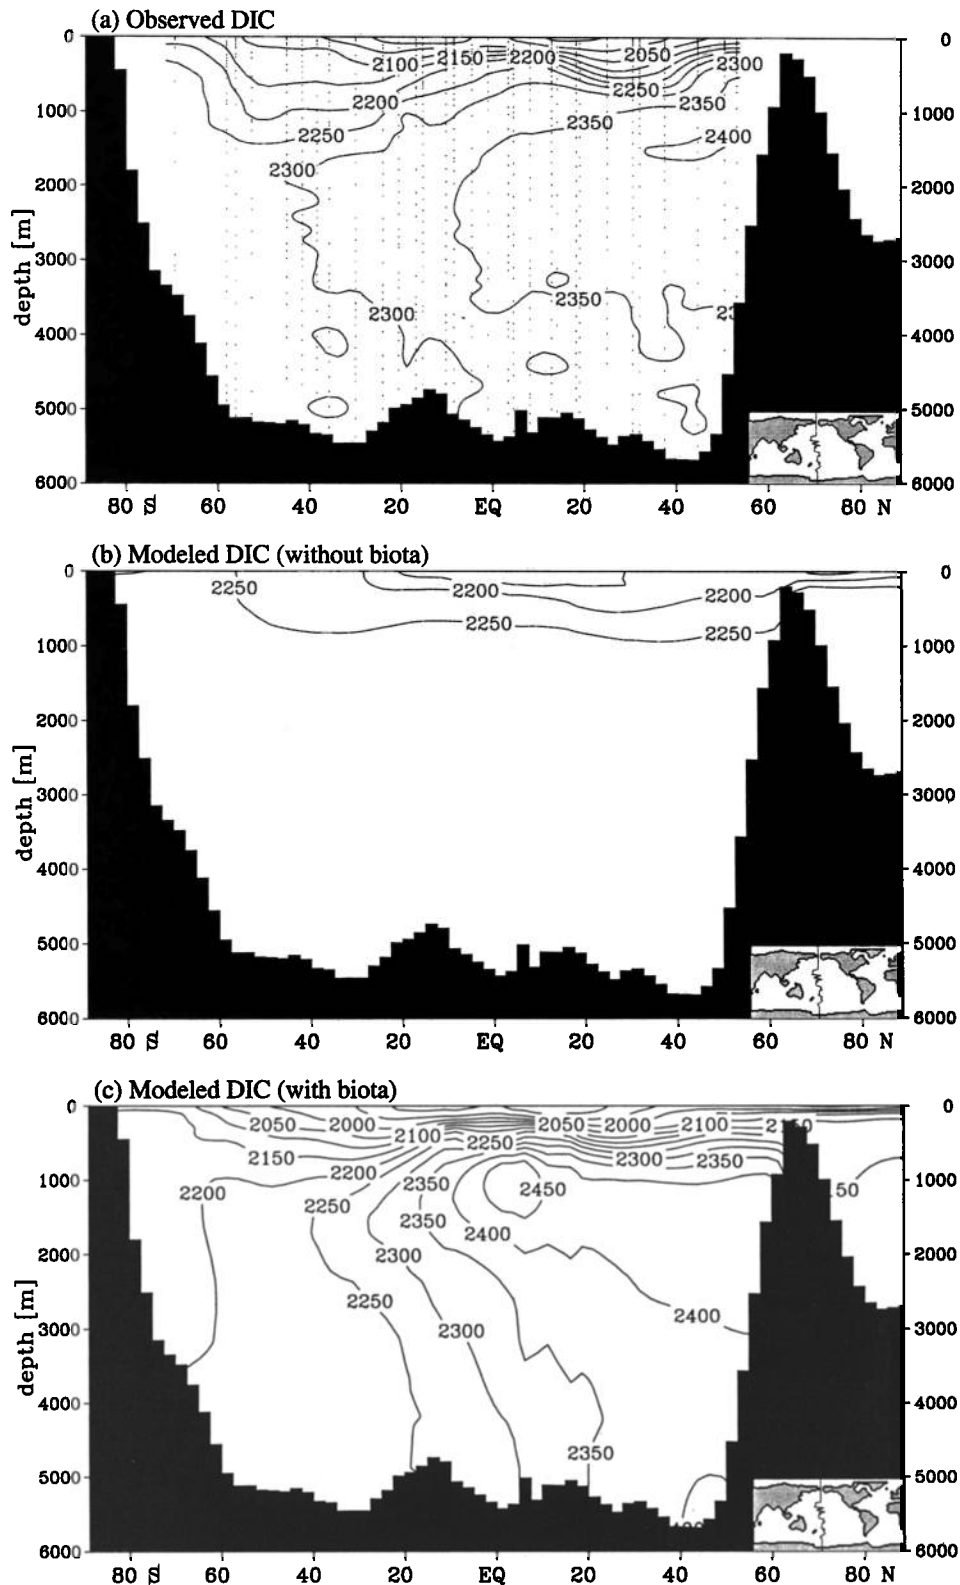 (a) Observed DIC
0 0
2100 2150 2200 2050 2300
2200 2250 2350
1000 1000
2250 2350 2400
2300
2000 2000
depth [m]
3000 3000
2300 2350
4000 4000
5000 5000
6000 6000
80 S 60 40 20 EQ 20 40 60 80 N
(b) Modeled DIC (without biota)
0 0
2250 2200 2200
2250 2250
1000 1000
2000 2000
depth [m]
3000 3000
4000 4000
5000 5000
6000 6000
80 S 60 40 20 EQ 20 40 60 80 N
(c) Modeled DIC (with biota)
0 0
2050 2000 2100 2250 2050 2000 2100
2150 2200 2300 2350
1000 1000
2200 2250 2350 2450
2350 2400
2300
2000 2000
2250 2400
depth [m]
3000 3000
2300
4000 4000
2350
5000 5000
6000 6000
80 S 60 40 20 EQ 20 40 60 80 N